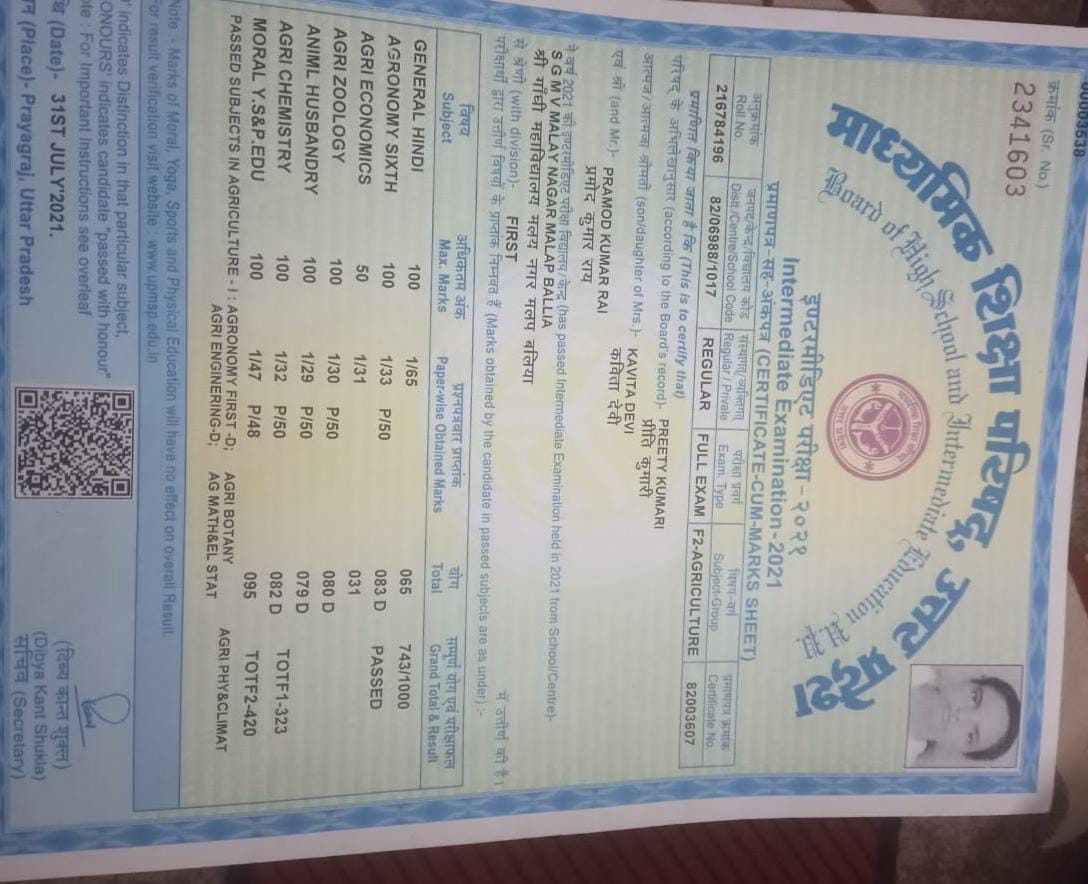 00093938
क्रमांक (Sr. No.)
2341603
माध्यमिक शिक्षा परिषद्, उत्तर प्रदेश
Board of High School and Intermediate Education U.P.
इण्टरमीडिएट परीक्षा - २०२१
Intermediate Examination - 2021
प्रमाणपत्र-सह-अंकपत्र (CERTIFICATE-CUM-MARKS SHEET)
अनुक्रमांक जनपद/केन्द्र/विद्यालय कोड संस्थागत/व्यक्तिगत परीक्षा प्रकार विषय-वर्ग प्रमाणपत्र क्रमांक
Roll No. Distt./Centre/School Code Regular / Private Exam. Type Subject-Group Certificate No.
216784196 82/06988/1017 REGULAR FULL EXAM F2-AGRICULTURE 82003607
प्रमाणित किया जाता है कि (This is to certify that)
परिषद के अभिलेखानुसार (according to the Board's record)- PREETY KUMARI
प्रीति कुमारी
आत्मज/आत्मजा श्रीमती (son/daughter of Mrs.)- KAVITA DEVI
कविता देवी
एवं श्री (and Mr.)- PRAMOD KUMAR RAI
प्रमोद कुमार राय
ने वर्ष 2021 की इण्टरमीडिएट परीक्षा विद्यालय/केन्द्र (has passed Intermediate Examination held in 2021 from School/Centre)-
S G M V MALAY NAGAR MALAP BALLIA
श्री गाँधी महाविद्यालय मलय नगर मलप बलिया
से श्रेणी (with division)- FIRST में उत्तीर्ण की है।
परीक्षार्थी द्वारा उत्तीर्ण विषयों के प्राप्तांक निम्नवत हैं (Marks obtained by the candidate in passed subjects are as under) :-
विषय अधिकतम अंक प्रश्नपत्रवार प्राप्तांक योग सम्पूर्ण योग एवं परीक्षाफल
Subject Max. Marks Paper-wise Obtained Marks Total Grand Total & Result
GENERAL HINDI 100 1/65 065 743/1000
AGRONOMY SIXTH 100 1/33 P/50 083 D PASSED
AGRI ECONOMICS 50 1/31 031
AGRI ZOOLOGY 100 1/30 P/50 080 D
ANIML HUSBANDRY 100 1/29 P/50 079 D
AGRI CHEMISTRY 100 1/32 P/50 082 D TOTF1-323
MORAL Y.S&P.EDU 100 1/47 P/48 095 TOTF2-420
PASSED SUBJECTS IN AGRICULTURE - I : AGRONOMY FIRST -D; AGRI BOTANY AGRI PHY&CLIMAT
AGRI ENGINEERING-D; AG MATH&EL STAT
Note :- Marks of Moral, Yoga, Sports and Physical Education will have no effect on overall Result.
For result verification visit website : www.upmsp.edu.in
indicates Distinction in that particular subject.
HONOURS' indicates candidate "passed with honour"
Note : For Important Instructions see overleaf
(Date)- 31ST JULY'2021.
(Place)- Prayagraj, Uttar Pradesh
(दिव्य कान्त शुक्ल)
(Dibya Kant Shukla)
सचिव (Secretary)